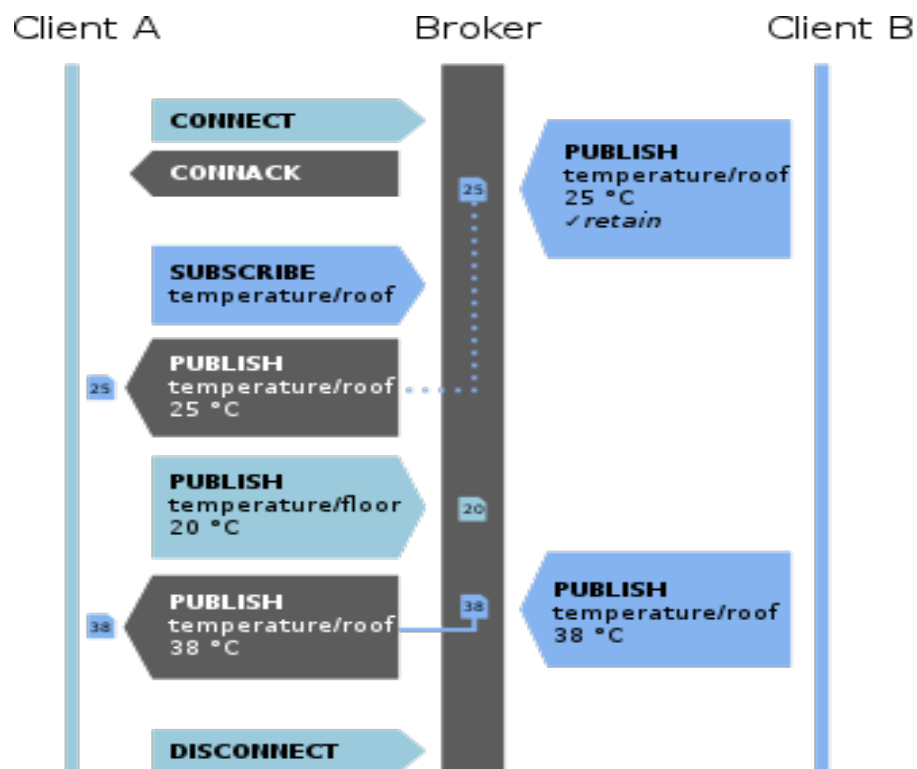 Client A
Broker
Client B
CONNECT
CONNACK
PUBLISH
temperature/roof
25 °C
✓retain
25
SUBSCRIBE
temperature/roof
PUBLISH
temperature/roof
25 °C
25
PUBLISH
temperature/floor
20 °C
20
PUBLISH
temperature/roof
38 °C
38
PUBLISH
temperature/roof
38 °C
38
DISCONNECT